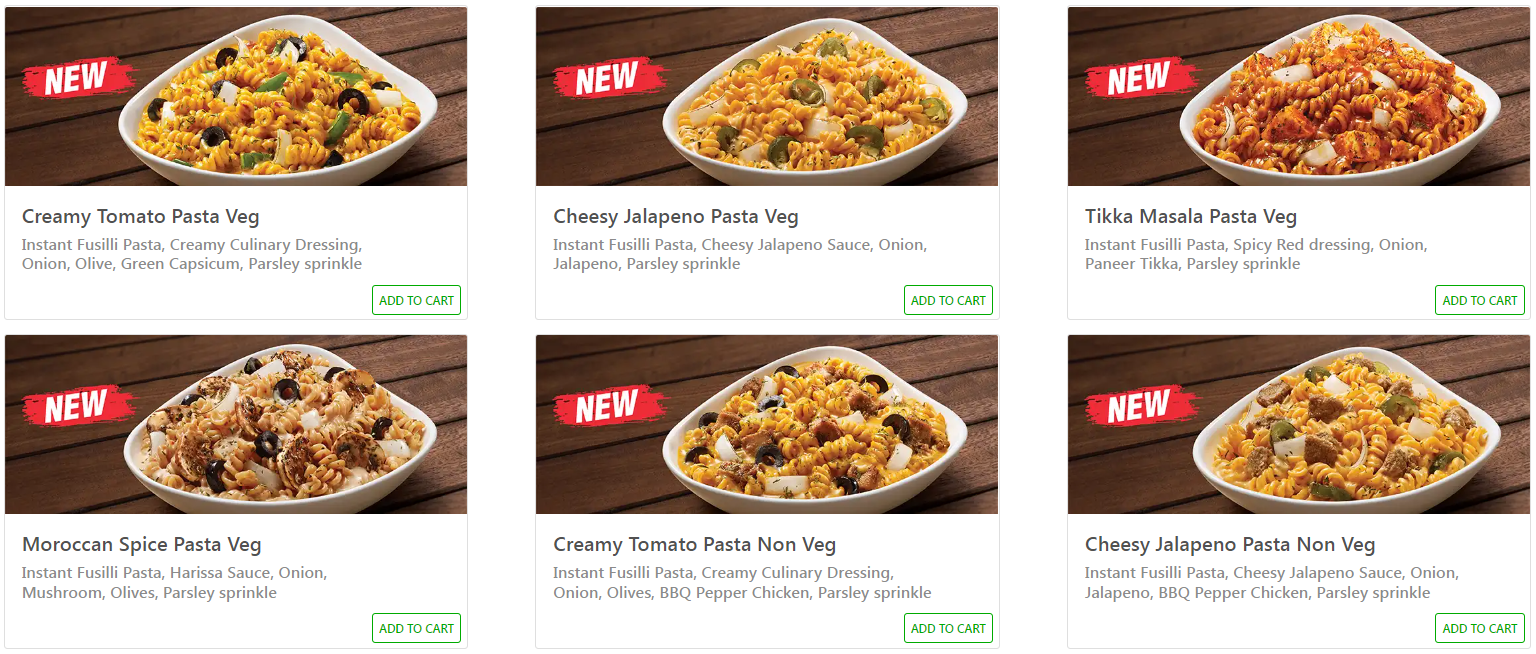 NEW
Creamy Tomato Pasta Veg
Instant Fusilli Pasta, Creamy Culinary Dressing,
Onion, Olive, Green Capsicum, Parsley sprinkle
ADD TO CART
NEW
Cheesy Jalapeno Pasta Veg
Instant Fusilli Pasta, Cheesy Jalapeno Sauce, Onion,
Jalapeno, Parsley sprinkle
ADD TO CART
NEW
Tikka Masala Pasta Veg
Instant Fusilli Pasta, Spicy Red dressing, Onion,
Paneer Tikka, Parsley sprinkle
ADD TO CART
NEW
Moroccan Spice Pasta Veg
Instant Fusilli Pasta, Harissa Sauce, Onion,
Mushroom, Olives, Parsley sprinkle
ADD TO CART
NEW
Creamy Tomato Pasta Non Veg
Instant Fusilli Pasta, Creamy Culinary Dressing,
Onion, Olives, BBQ Pepper Chicken, Parsley sprinkle
ADD TO CART
NEW
Cheesy Jalapeno Pasta Non Veg
Instant Fusilli Pasta, Cheesy Jalapeno Sauce, Onion,
Jalapeno, BBQ Pepper Chicken, Parsley sprinkle
ADD TO CART